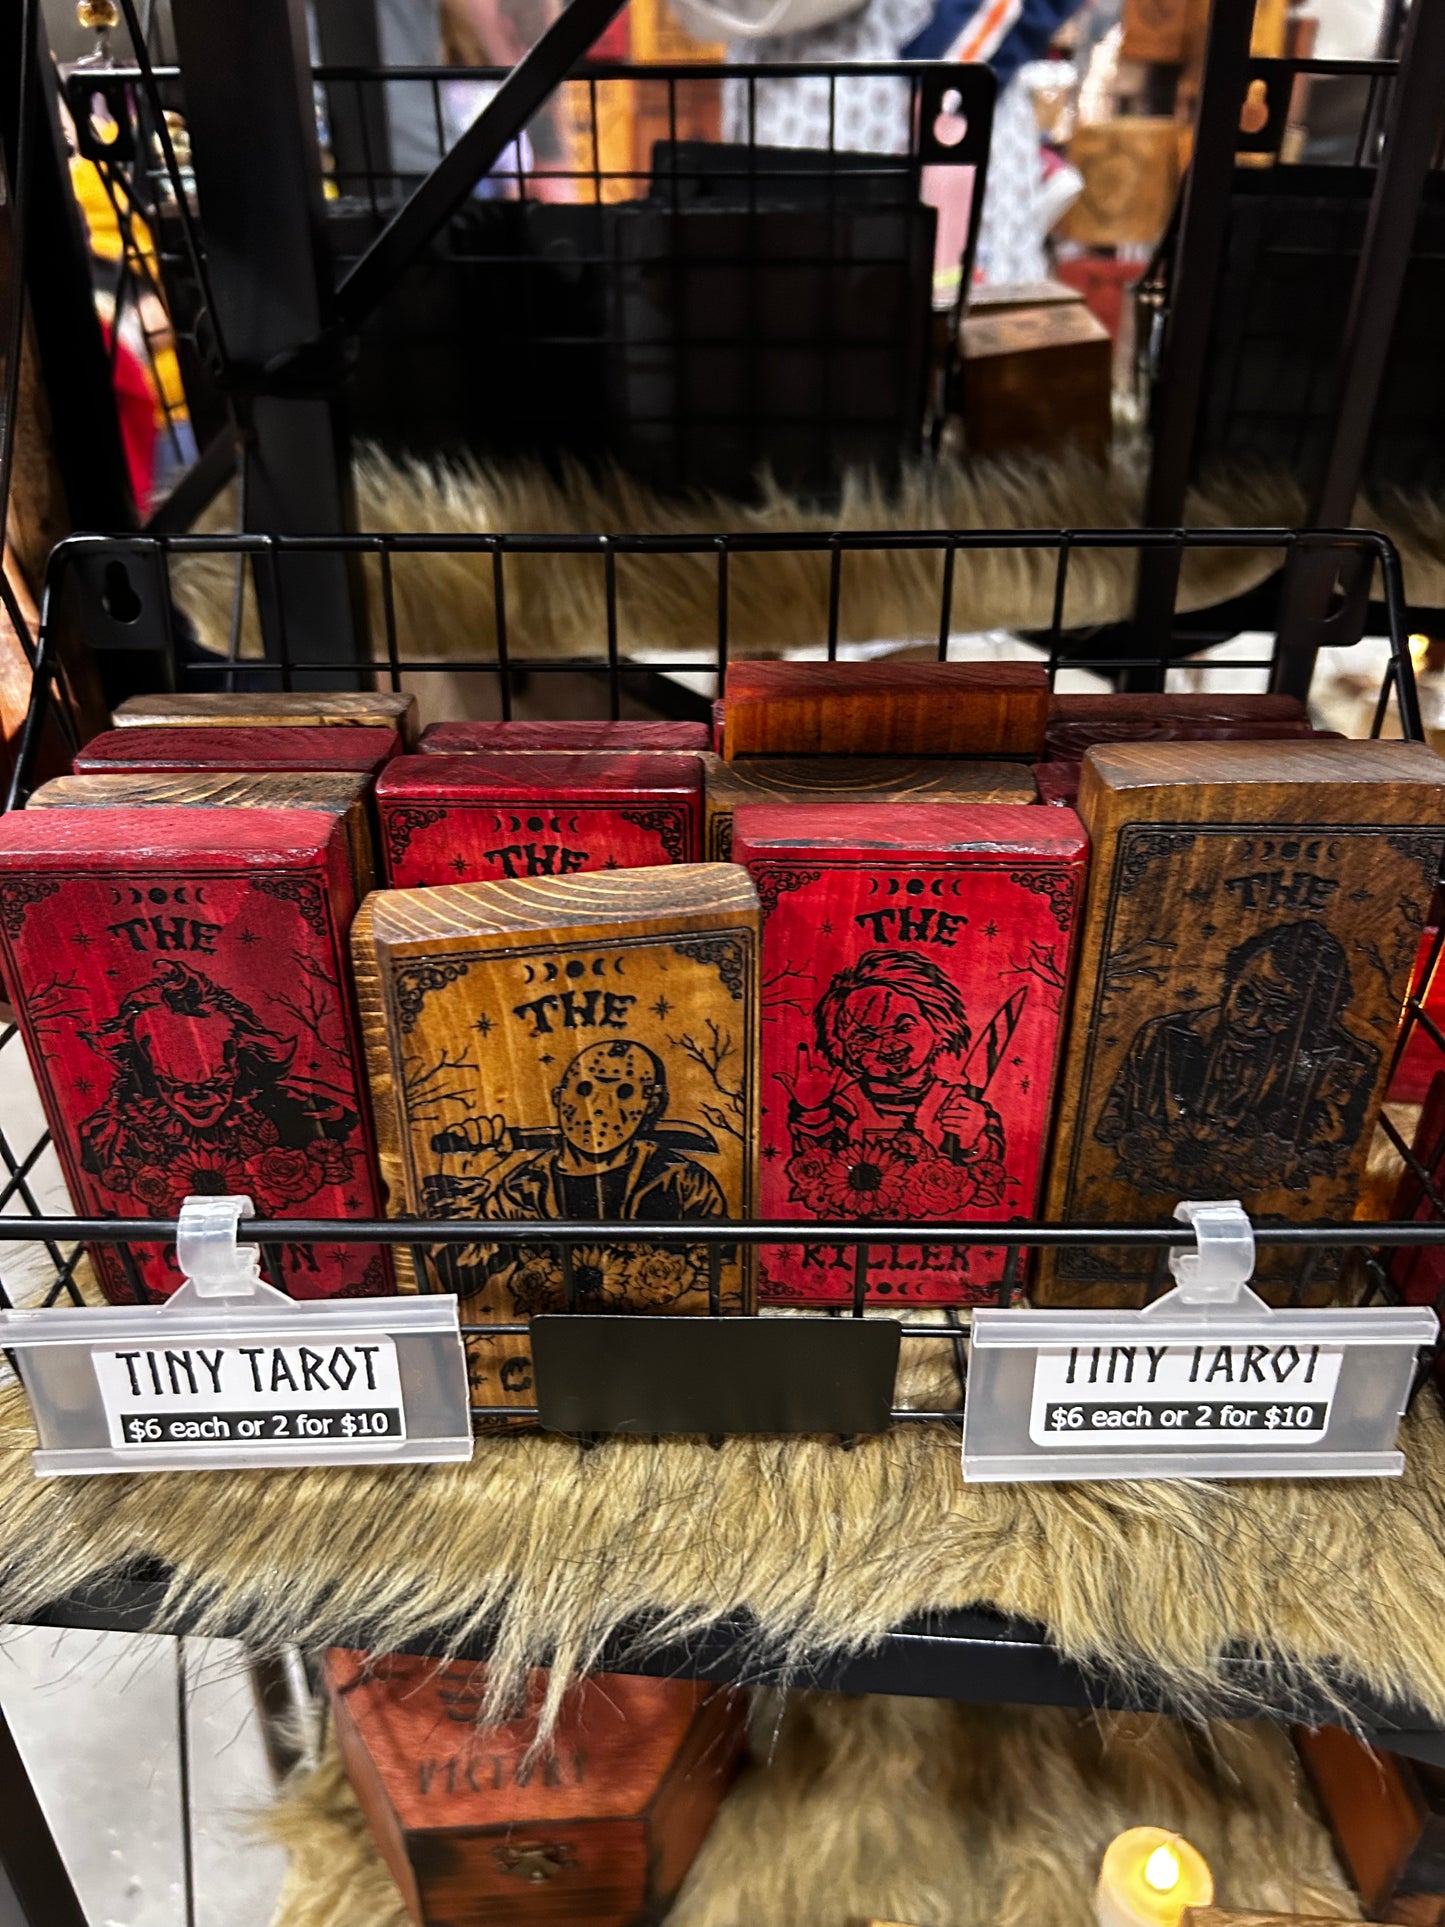 THE
THE
THE
THE
THE
KILLER
TINY TAROT
$6 each or 2 for $10
TINY TAROT
$6 each or 2 for $10
VICTORY